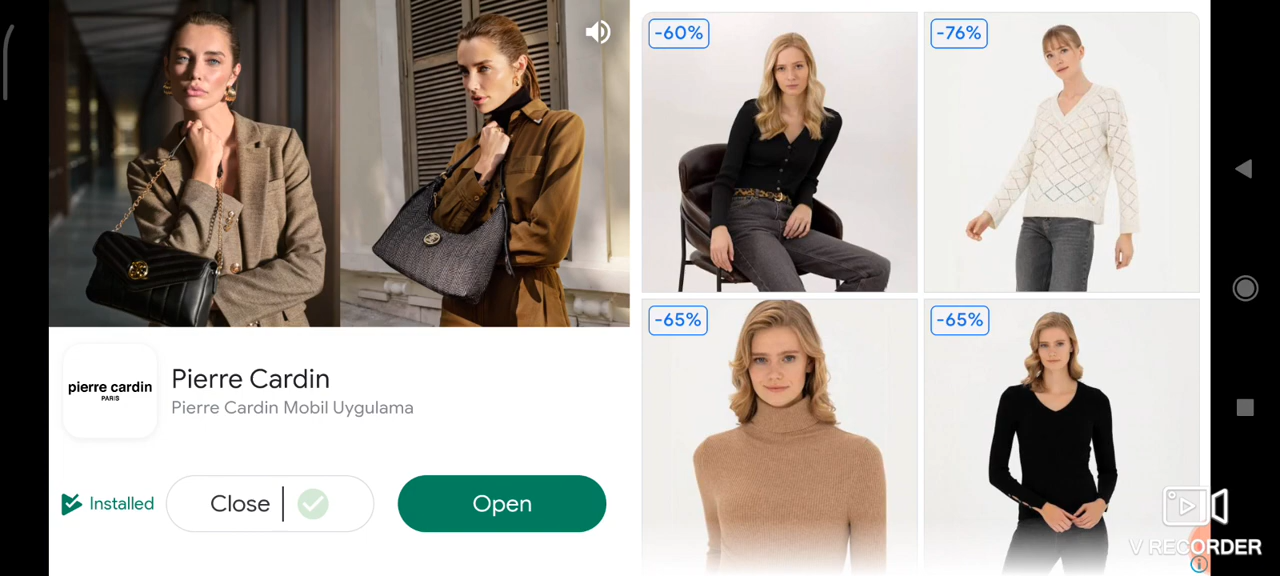 pierre cardin
PARIS
Pierre Cardin
Pierre Cardin Mobil Uygulama
Installed
Close
Open
-60%
-76%
-65%
-65%
V RECORDER